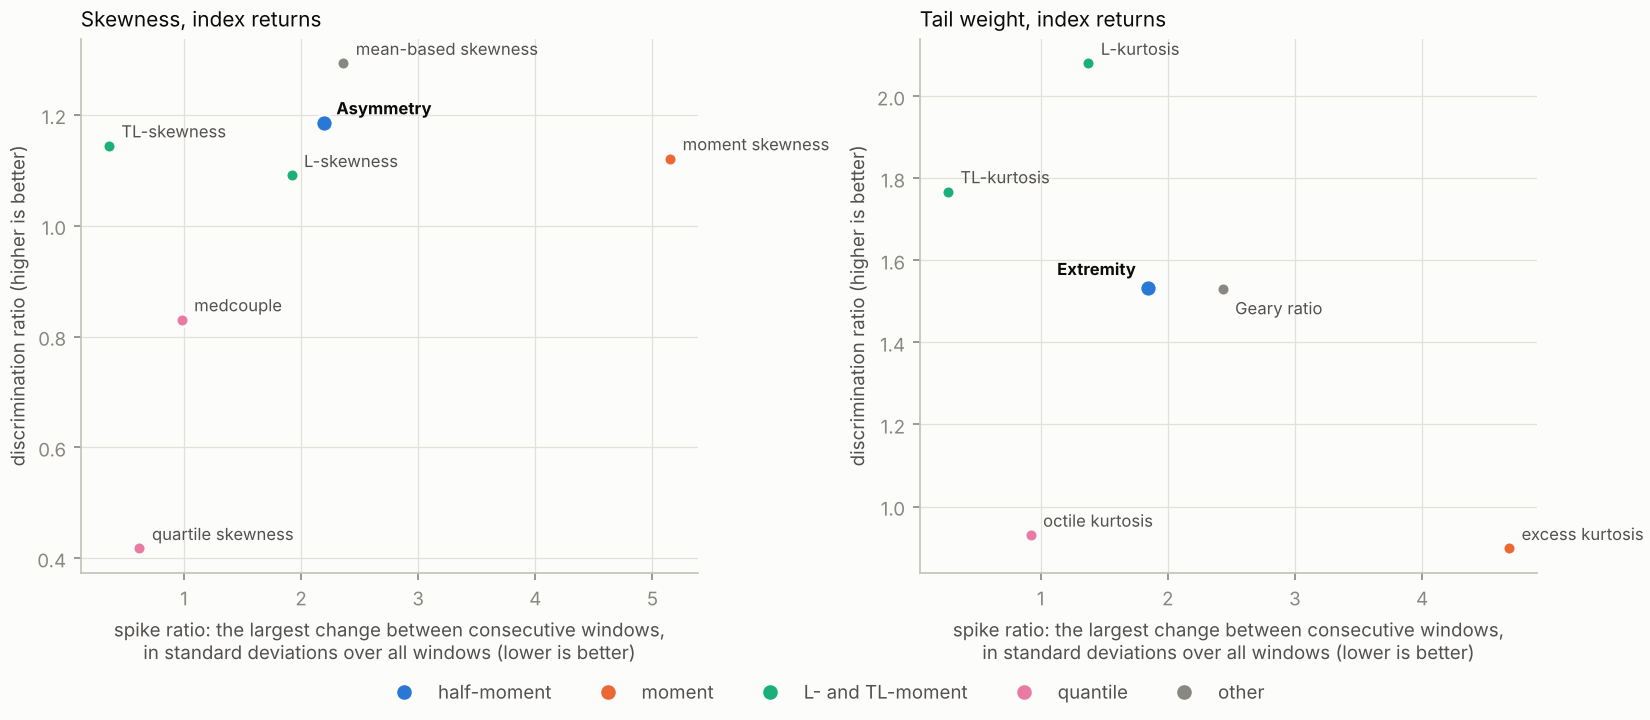 Skewness, index returns
discrimination ratio (higher is better)
1.2
1.0
0.8
0.6
0.4
mean-based skewness
Asymmetry
TL-skewness
L-skewness
moment skewness
medcouple
quartile skewness
1 2 3 4 5
spike ratio: the largest change between consecutive windows,
in standard deviations over all windows (lower is better)
Tail weight, index returns
discrimination ratio (higher is better)
2.0
1.8
1.6
1.4
1.2
1.0
L-kurtosis
TL-kurtosis
Extremity
Geary ratio
octile kurtosis
excess kurtosis
1 2 3 4
spike ratio: the largest change between consecutive windows,
in standard deviations over all windows (lower is better)
half-moment moment L- and TL-moment quantile other